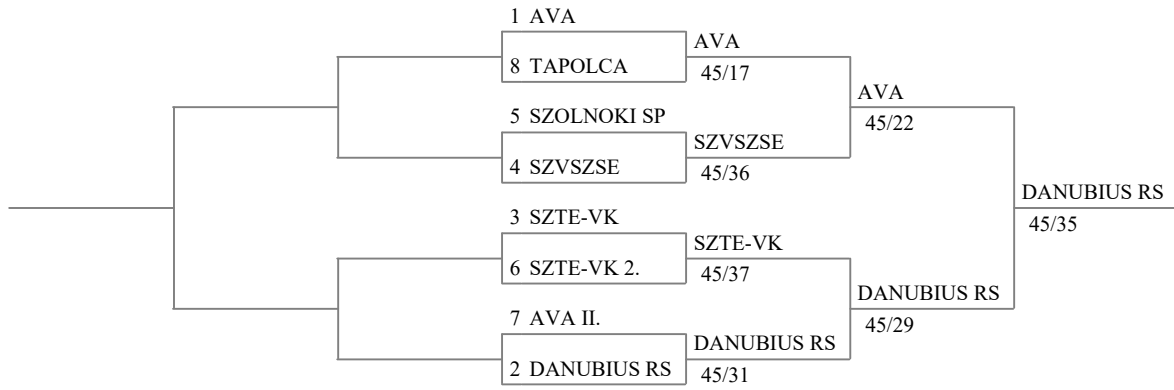 1 AVA
AVA
8 TAPOLCA
45/17
AVA
5 SZOLNOKI SP
45/22
SZVSZSE
4 SZVSZSE
45/36
DANUBIUS RS
3 SZTE-VK
45/35
SZTE-VK
6 SZTE-VK 2.
45/37
DANUBIUS RS
7 AVA II.
45/29
DANUBIUS RS
2 DANUBIUS RS
45/31